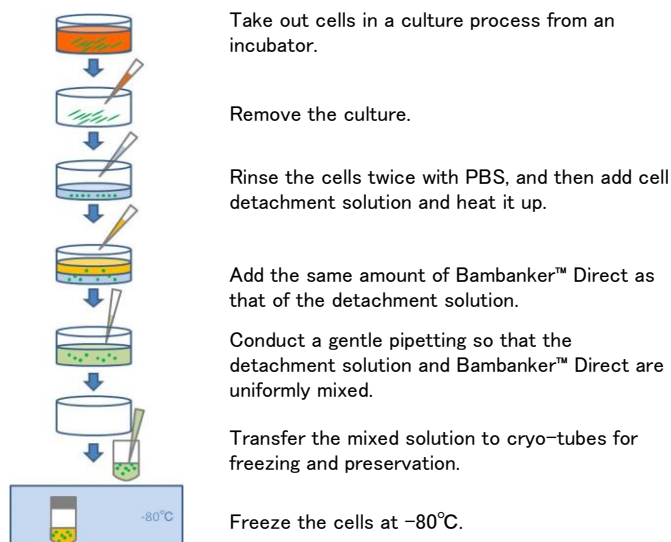 Take out cells in a culture process from an
incubator.
Remove the culture.
Rinse the cells twice with PBS, and then add cell
detachment solution and heat it up.
Add the same amount of Bambanker™ Direct as
that of the detachment solution.
Conduct a gentle pipetting so that the
detachment solution and Bambanker™ Direct are
uniformly mixed.
Transfer the mixed solution to cryo-tubes for
freezing and preservation.
-80℃
Freeze the cells at -80℃.